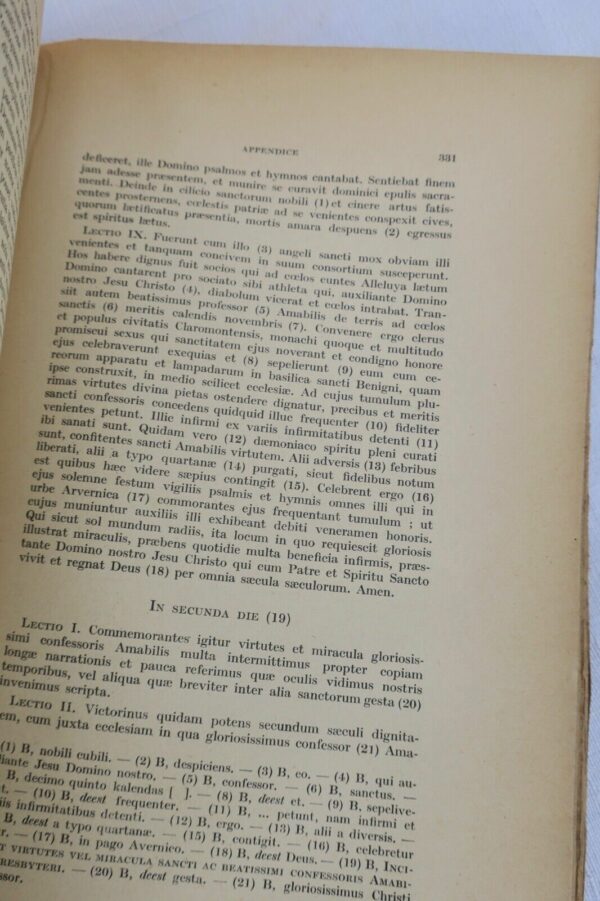 APPENDICE 331
deficeret, ille Domino psalmos et hymnos cantabat. Sentiebat finem
jam adesse præsentem, et munire se curavit dominici epulis sacra-
menti. Deinde in cilicio sanctorum nobili (1) et cinere artus fatis-
centes prosternens, cœlestis patriæ ad se venientes conspexit cives,
quorum lætificatus præsentia, mortis amara despuens (2) egressus
est spiritus lætus.
LECTIO IX. Fuerunt cum illo (3) angeli sancti mox obviam illi
venientes et tanquam concivem in suum consortium susceperunt.
Hos habere dignus fuit socios qui ad cœlos euntes Alleluya lætum
Domino cantarent pro sociato sibi athleta qui, auxiliante Domino
nostro Jesu Christo (4), diabolum vicerat et cœlos intrabat. Tran-
siit autem beatissimus professor (5) Amabilis de terris ad cœlos
sanctis (6) meritis calendis novembris (7). Convenere ergo clerus
et populus civitatis Claromontensis, monachi quoque et multitudo
promiscui sexus qui sanctitatem ejus noverant et condigno honore
ejus celebraverunt exequias et (8) sepelierunt (9) eum cum ce-
reorum apparatu et lampadarum in basilica sancti Benigni, quam
ipse construxit, in medio scilicet ecclesiæ. Ad cujus tumulum plu-
rimas virtutes divina pietas ostendere dignatur, precibus et meritis
sancti confessoris concedens quidquid illuc frequenter (10) fideliter
venientes petunt. Illic infirmi ex variis infirmitatibus detenti (11)
ibi sanati sunt. Quidam vero (12) dæmoniaco spiritu pleni curati
sunt, confitentes sancti Amabilis virtutem. Alii adversis (13) febribus
liberati, alii a typo quartanæ (14) purgati, sicut fidelibus notum
est quibus hæc videre sæpius contingit (15). Celebrent ergo (16)
ejus solemne festum vigiliis psalmis et hymnis omnes illi qui in
urbe Arvernica (17) commorantes ejus frequentant tumulum ; ut
cujus muniuntur auxiliis illi exhibeant debiti veneramen honoris.
Qui sicut sol mundum radiis, ita locum in quo requiescit gloriosis
illustrat miraculis, præbens quotidie multa beneficia infirmis, præs-
tante Domino nostro Jesu Christo qui cum Patre et Spiritu Sancto
vivit et regnat Deus (18) per omnia sæcula sæculorum. Amen.
IN SECUNDA DIE (19)
LECTIO I. Commemorantes igitur virtutes et miracula gloriosis-
simi confessoris Amabilis multa intermittimus propter copiam
longæ narrationis et pauca referimus quæ oculis vidimus nostris
temporibus, vel aliqua quæ breviter inter alia sanctorum gesta (20)
invenimus scripta.
LECTIO II. Victorinus quidam potens secundum sæculi dignita-
em, cum juxta ecclesiam in qua gloriosissimus confessor (21) Ama-
(1) B, nobili cubili. — (2) B, despiciens. — (3) B, eo. — (4) B, qui au-
liante Jesu Domino nostro. — (5) B, confessor. — (6) B, sanctus. —
B, decimo quinto kalendas [ ]. — (8) B, deest et. — (9) B, sepelive-
t. — (10) B, deest frequenter. — (11) B, ... petunt, nam infirmi et
iis infirmitatibus detenti. — (12) B, ergo. — (13) B, alii a diversis. —
B, deest a typo quartanæ. — (15) B, contigit. — (16) B, celebretur
r. — (17) B, in pago Avernico. — (18) B, deest Deus. — (19) B, INCI-
T VIRTUTES VEL MIRACULA SANCTI AC BEATISSIMI CONFESSORIS AMABI-
RESBYTERI. — (20) B, deest gesta. — (21) B, gloriosissimus Christi
ssor.